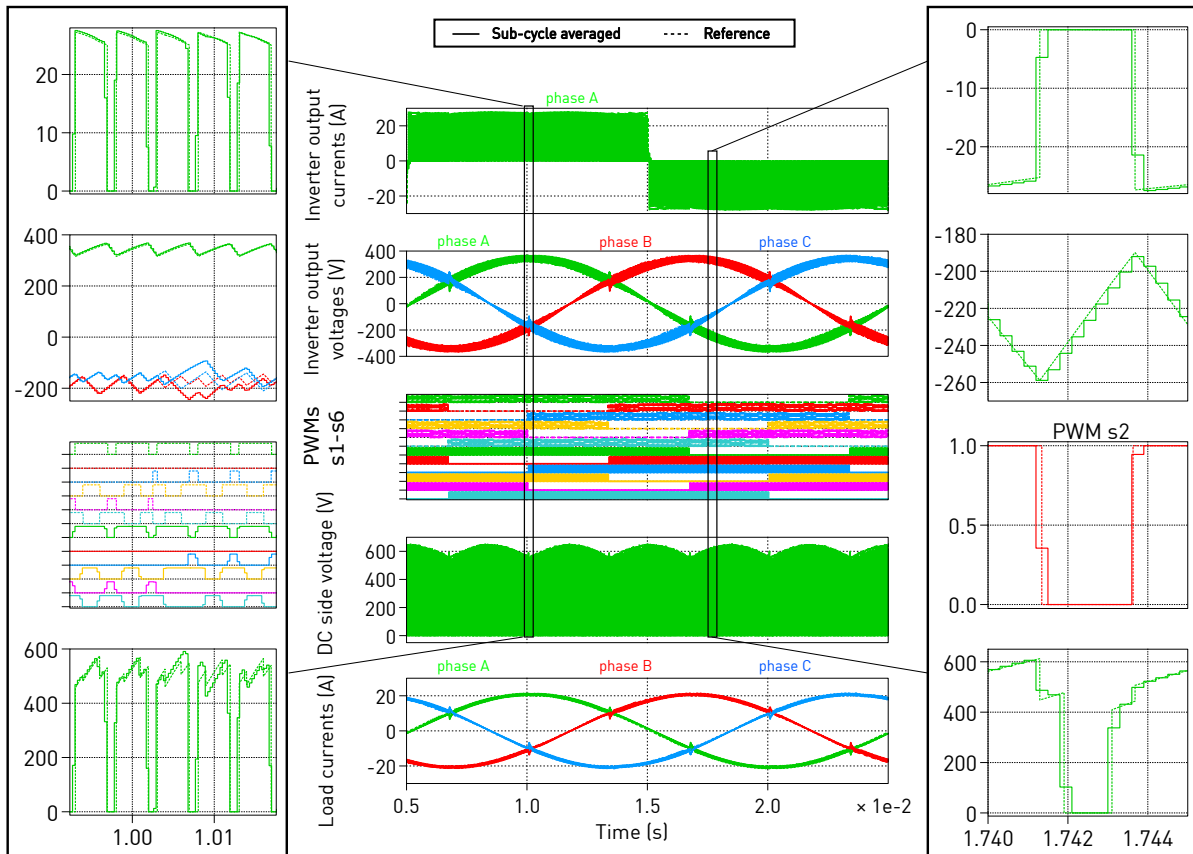 Sub-cycle averaged
Reference
20
10
0
400
200
0
-200
600
400
200
0
1.00
1.01
phase A
Inverter output
currents (A)
20
0
-20
phase A
phase B
phase C
Inverter output
voltages (V)
400
200
0
-200
-400
PWMs
s1-s6
DC side voltage (V)
600
400
200
0
phase A
phase B
phase C
Load currents (A)
20
0
-20
0.5
1.0
1.5
2.0
× 1e-2
Time (s)
0
-10
-20
-180
-200
-220
-240
-260
PWM s2
1.0
0.5
0.0
600
400
200
0
1.740
1.742
1.744